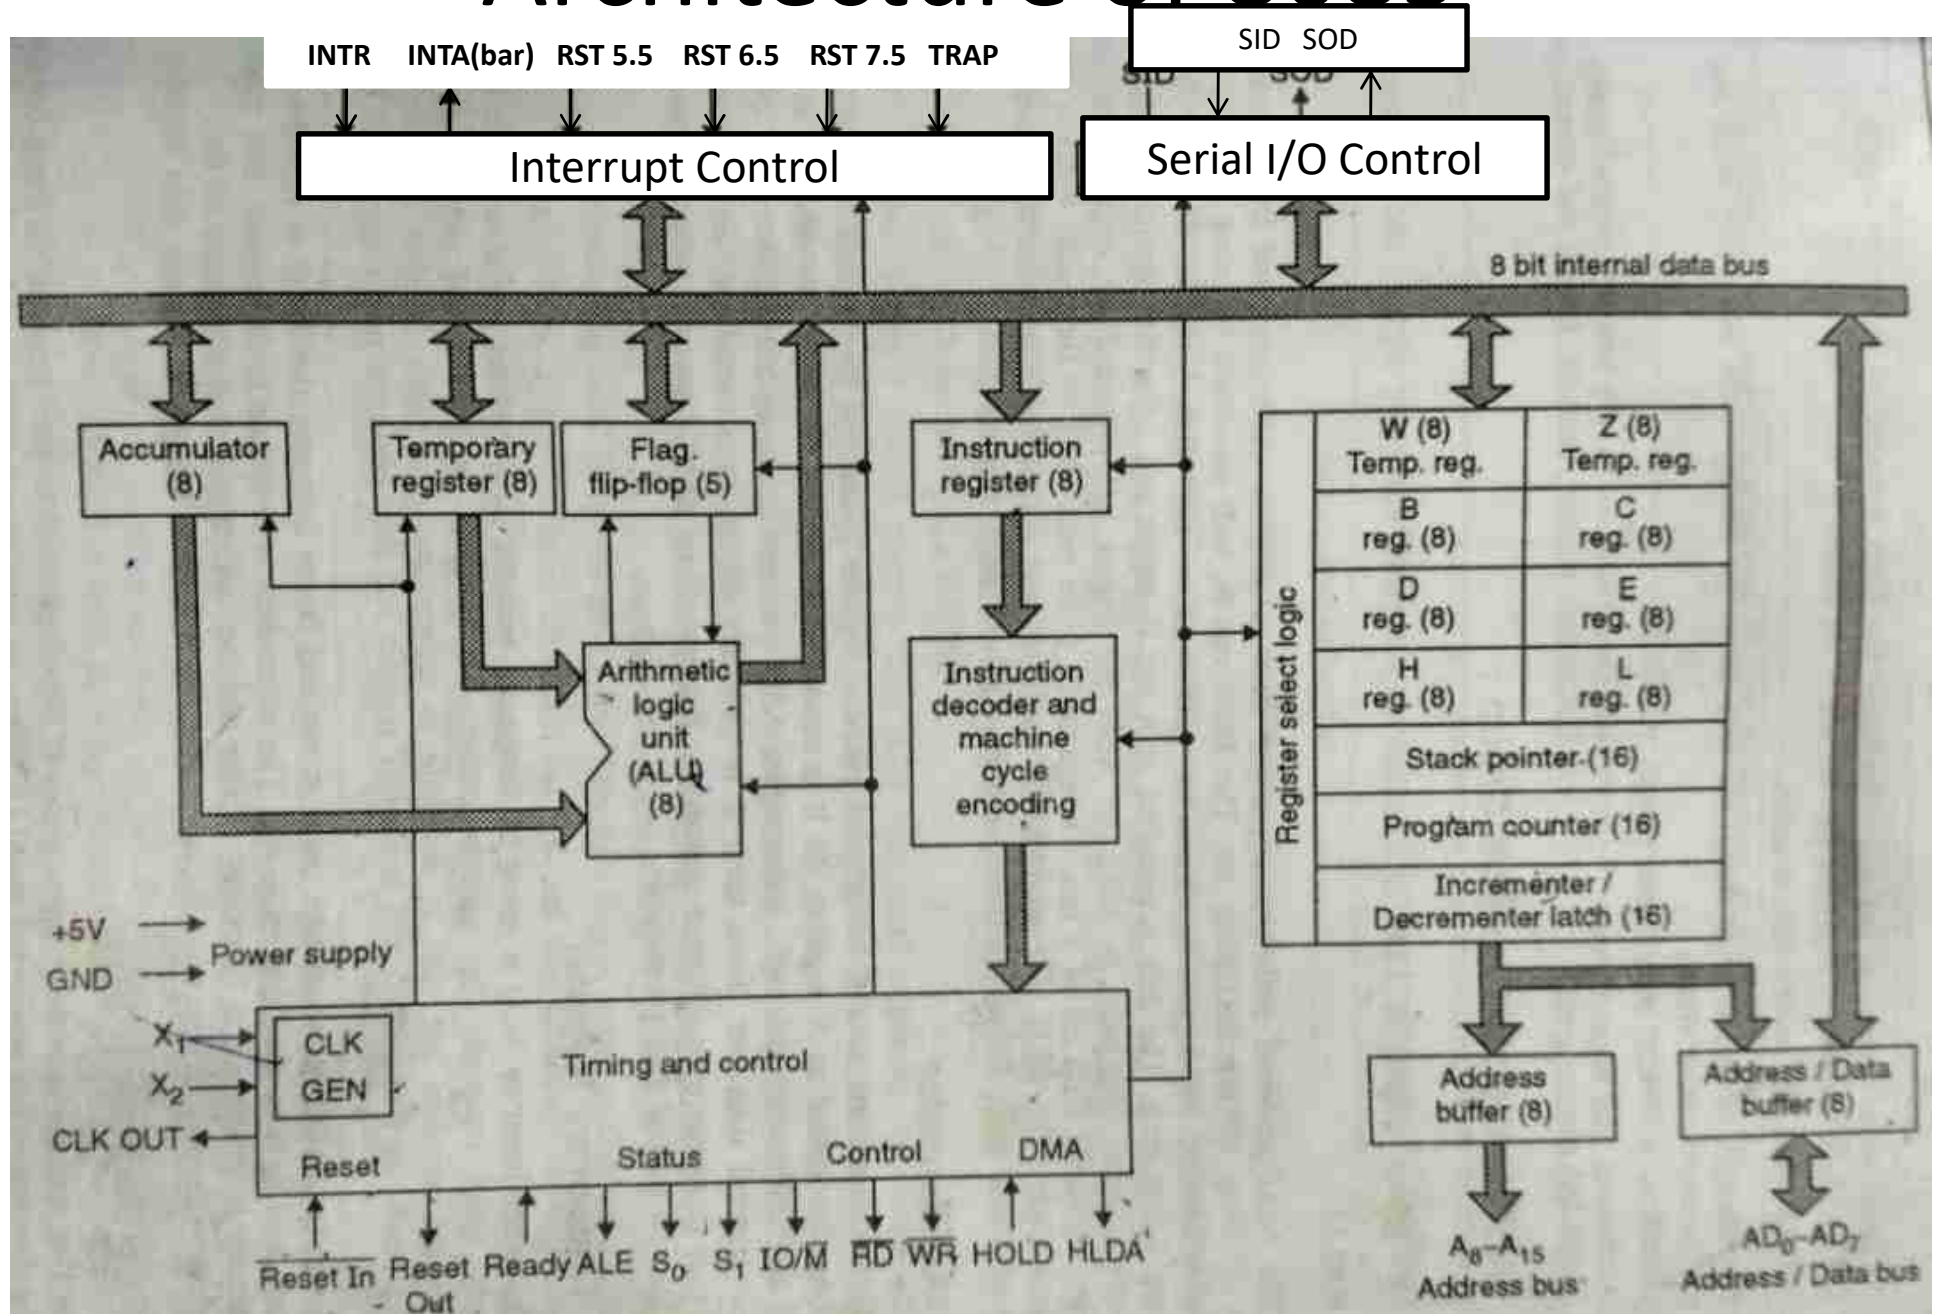 Architecture of
INTR INTA(bar) RST 5.5 RST 6.5 RST 7.5 TRAP
SID SOD
SID SOD
Interrupt Control
Serial I/O Control
8 bit internal data bus
Accumulator
(8)
Temporary
register (8)
Flag.
flip-flop (5)
Instruction
register (8)
W (8)
Temp. reg.
Z (8)
Temp. reg.
B
reg. (8)
C
reg. (8)
D
reg. (8)
E
reg. (8)
H
reg. (8)
L
reg. (8)
Stack pointer (16)
Program counter (16)
Incrementer /
Decrementer latch (16)
Register select logic
Arithmetic
logic
unit
(ALU)
(8)
Instruction
decoder and
machine
cycle
encoding
+5V
GND
Power supply
X₁
X₂
CLK OUT
CLK
GEN
Timing and control
Reset Status Control DMA
R̅e̅s̅e̅t̅ I̅n̅ Reset
Out
Ready ALE S₀ S₁ IO/M̅ R̅D̅ W̅R̅ HOLD HLDA
Address
buffer (8)
Address / Data
buffer (8)
A₈–A₁₅
Address bus
AD₀–AD₇
Address / Data bus